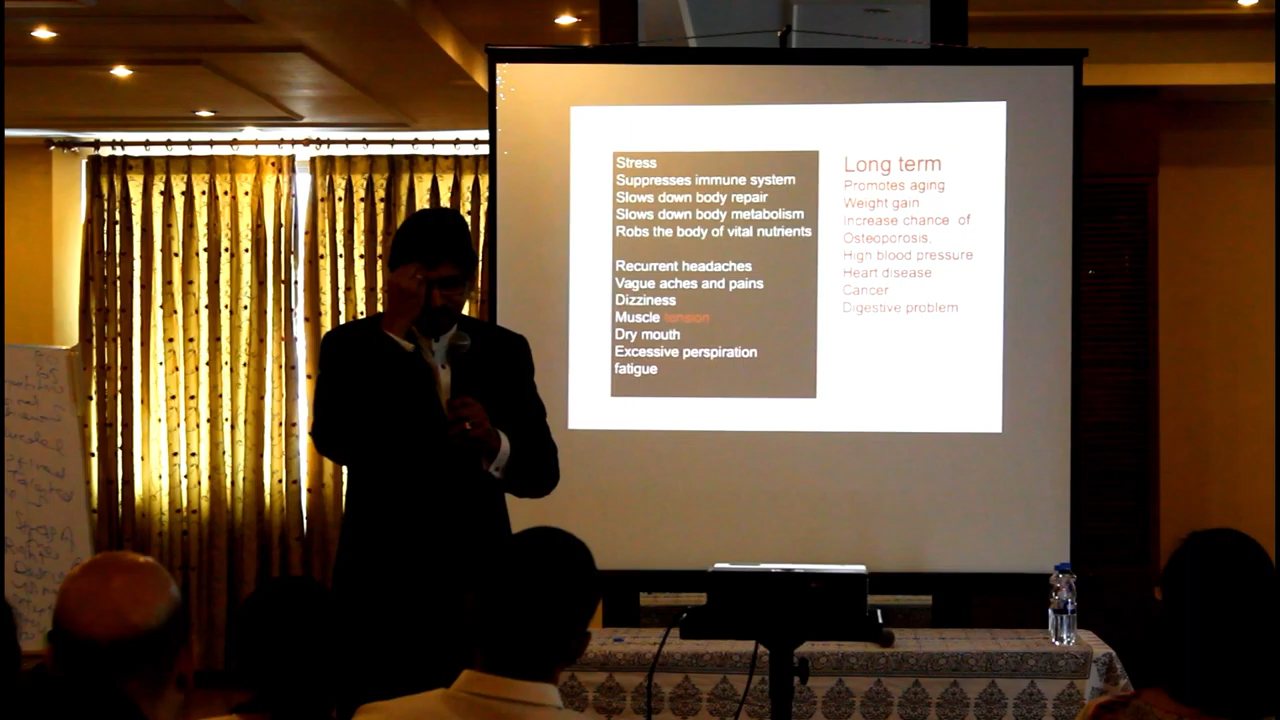 Stress
Suppresses immune system
Slows down body repair
Slows down body metabolism
Robs the body of vital nutrients
Recurrent headaches
Vague aches and pains
Dizziness
Muscle tension
Dry mouth
Excessive perspiration
fatigue
Long term
Promotes aging
Weight gain
Increase chance of
Osteoporosis,
High blood pressure
Heart disease
Cancer
Digestive problem